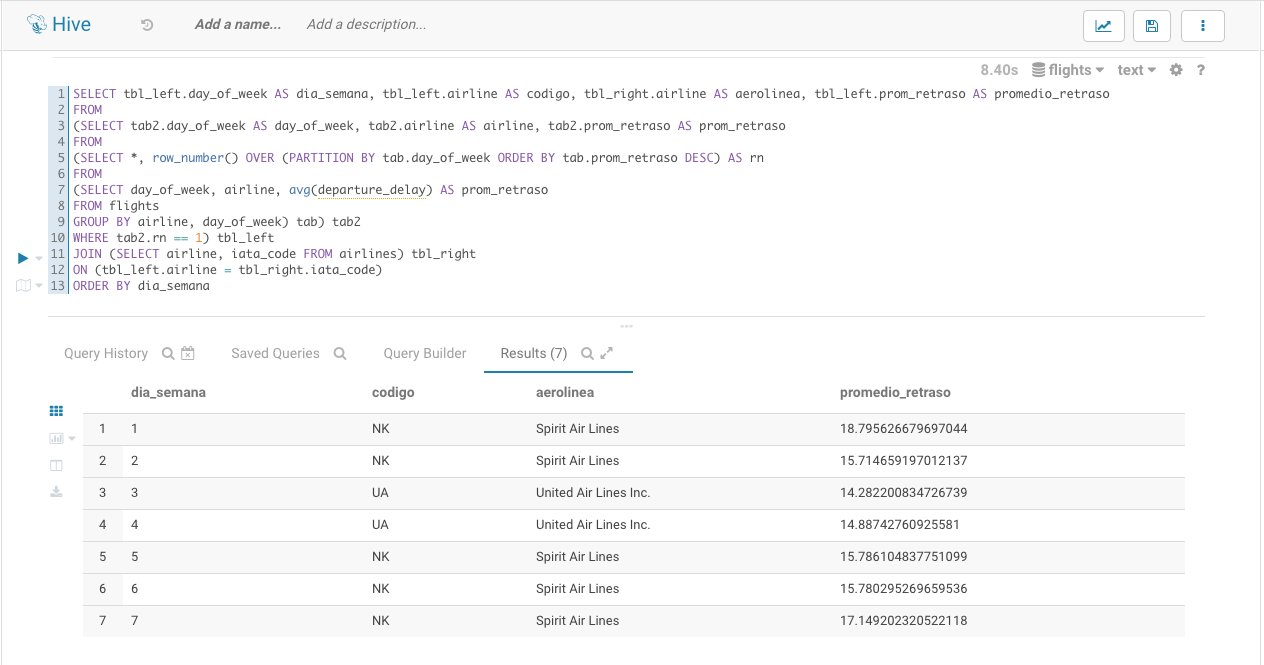 Hive Add a name... Add a description...
8.40s flights text ?
1 SELECT tbl_left.day_of_week AS dia_semana, tbl_left.airline AS codigo, tbl_right.airline AS aerolinea, tbl_left.prom_retraso AS promedio_retraso
2 FROM
3 (SELECT tab2.day_of_week AS day_of_week, tab2.airline AS airline, tab2.prom_retraso AS prom_retraso
4 FROM
5 (SELECT *, row_number() OVER (PARTITION BY tab.day_of_week ORDER BY tab.prom_retraso DESC) AS rn
6 FROM
7 (SELECT day_of_week, airline, avg(departure_delay) AS prom_retraso
8 FROM flights
9 GROUP BY airline, day_of_week) tab) tab2
10 WHERE tab2.rn == 1) tbl_left
11 JOIN (SELECT airline, iata_code FROM airlines) tbl_right
12 ON (tbl_left.airline = tbl_right.iata_code)
13 ORDER BY dia_semana
Query History Saved Queries Query Builder Results (7)
dia_semana codigo aerolinea promedio_retraso
1 1 NK Spirit Air Lines 18.795626679697044
2 2 NK Spirit Air Lines 15.714659197012137
3 3 UA United Air Lines Inc. 14.282200834726739
4 4 UA United Air Lines Inc. 14.88742760925581
5 5 NK Spirit Air Lines 15.786104837751099
6 6 NK Spirit Air Lines 15.780295269659536
7 7 NK Spirit Air Lines 17.149202320522118